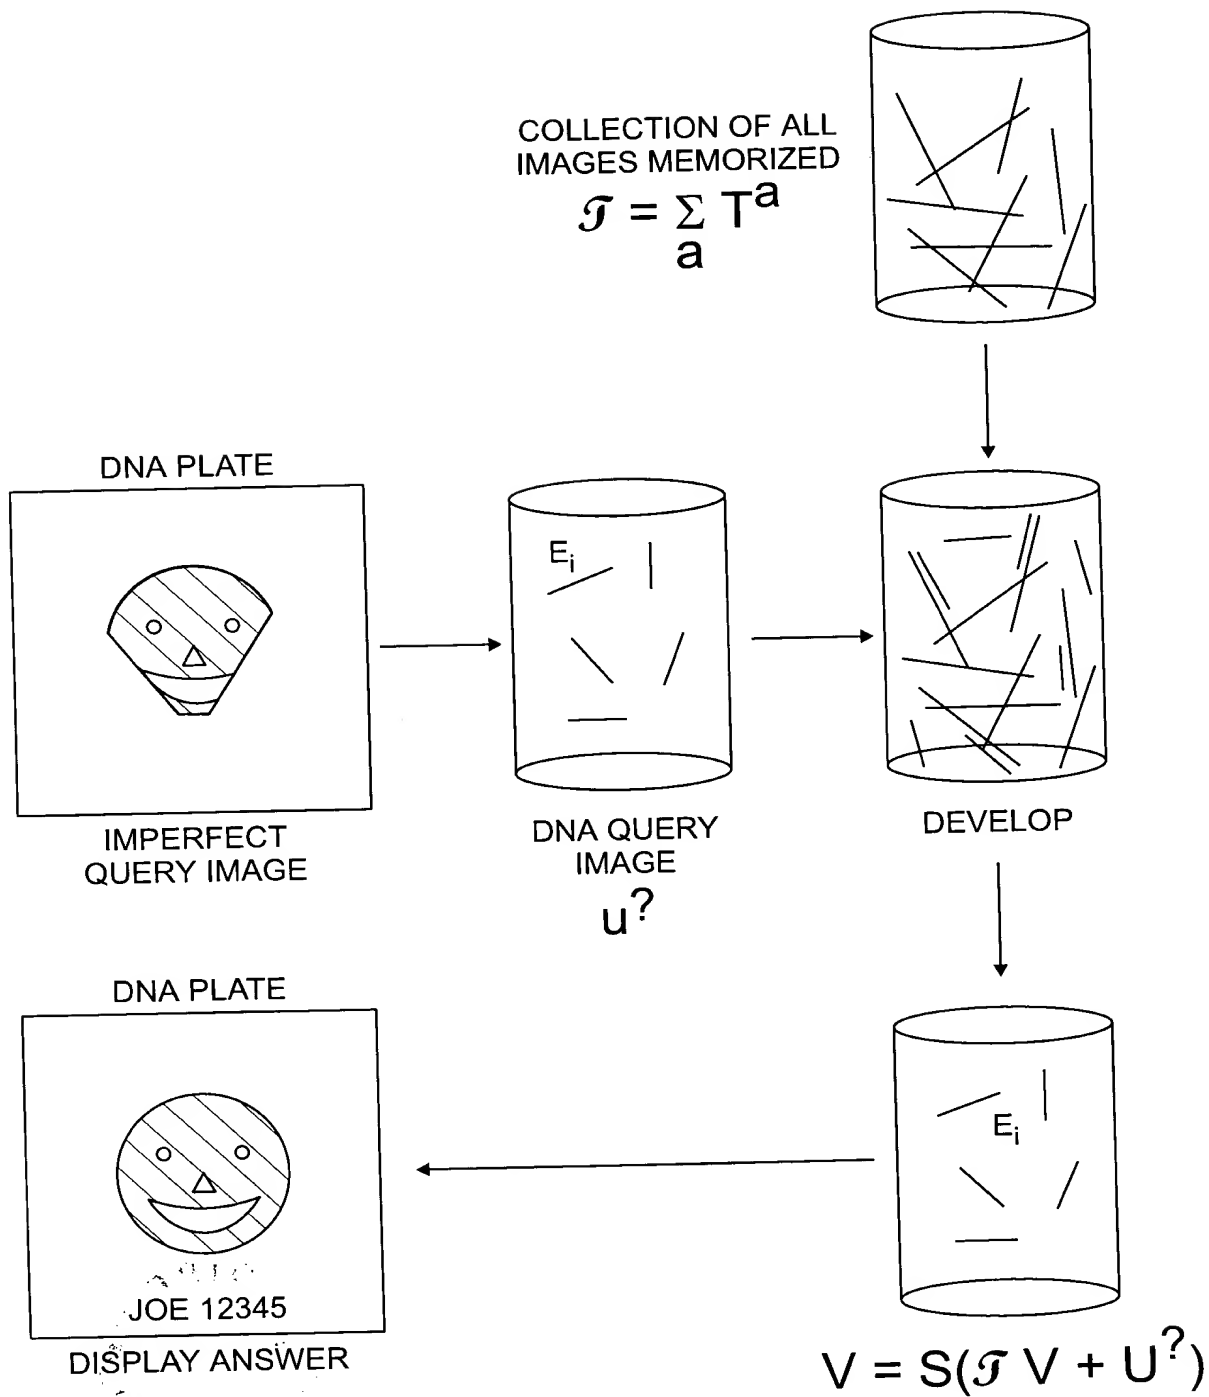 COLLECTION OF ALL
IMAGES MEMORIZED
𝒯 = Σ Tᵃ
a
DNA PLATE
IMPERFECT
QUERY IMAGE
Eᵢ
DNA QUERY
IMAGE
u?
DEVELOP
DNA PLATE
JOE 12345
DISPLAY ANSWER
Eᵢ
V = S(𝒯 V + U?)